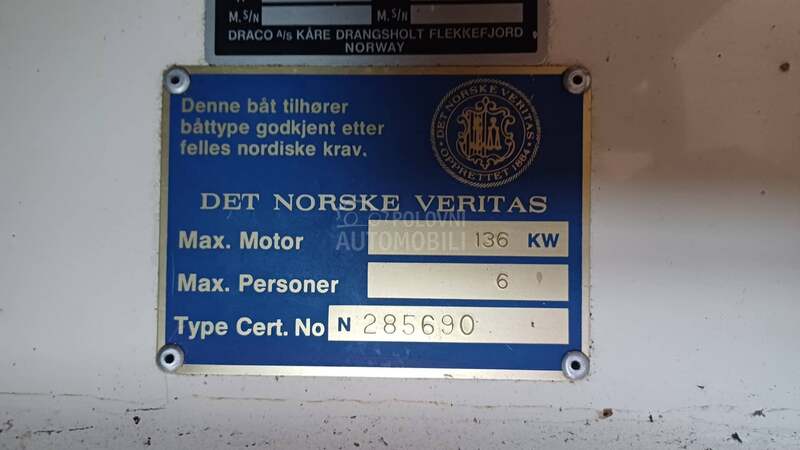 M. S/N M. S/N
DRACO A/S KÅRE DRANGSHOLT FLEKKEFJORD
NORWAY
Denne båt tilhører
båttype godkjent etter
felles nordiske krav.
DET NORSKE VERITAS
OPPRETTET 1864
DET NORSKE VERITAS
POLOVNI
AUTOMOBILI
Max. Motor 136 KW
Max. Personer 6
Type Cert. No N 285690